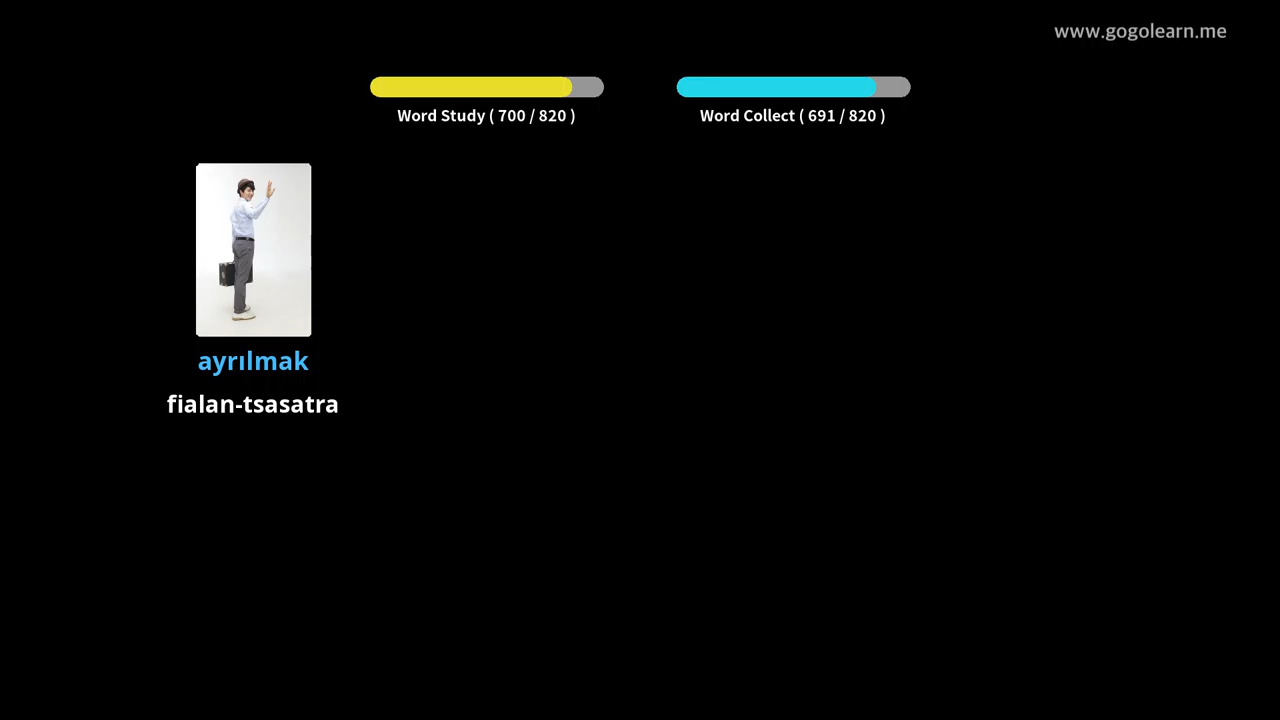 www.gogolearn.me
Word Study ( 700 / 820 )
Word Collect ( 691 / 820 )
ayrılmak
fialan-tsasatra